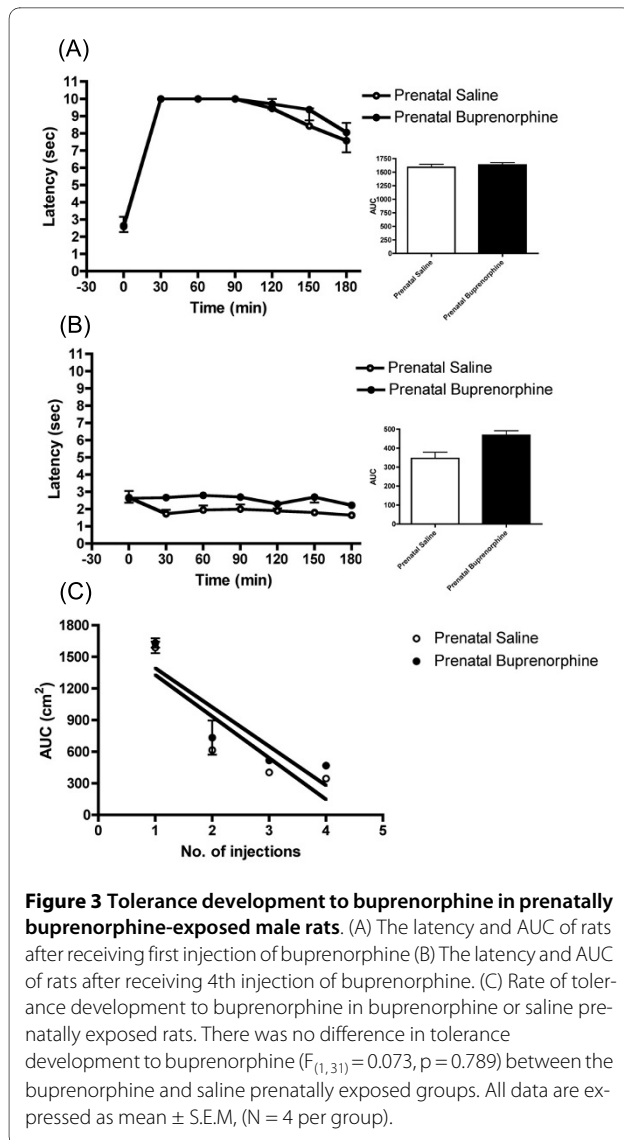 (A)
Prenatal Saline
Prenatal Buprenorphine
Latency (sec)
11
10
9
8
7
6
5
4
3
2
1
0
-30 0 30 60 90 120 150 180
Time (min)
AUC
1750
1500
1250
1000
750
500
250
0
Prenatal Saline
Prenatal Buprenorphine
(B)
Prenatal Saline
Prenatal Buprenorphine
Latency (sec)
11
10
9
8
7
6
5
4
3
2
1
0
-30 0 30 60 90 120 150 180
Time (min)
AUC
500
400
300
200
100
0
Prenatal Saline
Prenatal Buprenorphine
(C)
Prenatal Saline
Prenatal Buprenorphine
AUC (cm²)
1800
1500
1200
900
600
300
0
0 1 2 3 4 5
No. of injections
Figure 3 Tolerance development to buprenorphine in prenatally
buprenorphine-exposed male rats. (A) The latency and AUC of rats
after receiving first injection of buprenorphine (B) The latency and AUC
of rats after receiving 4th injection of buprenorphine. (C) Rate of toler-
ance development to buprenorphine in buprenorphine or saline pre-
natally exposed rats. There was no difference in tolerance
development to buprenorphine (F(1, 31) = 0.073, p = 0.789) between the
buprenorphine and saline prenatally exposed groups. All data are ex-
pressed as mean ± S.E.M, (N = 4 per group).